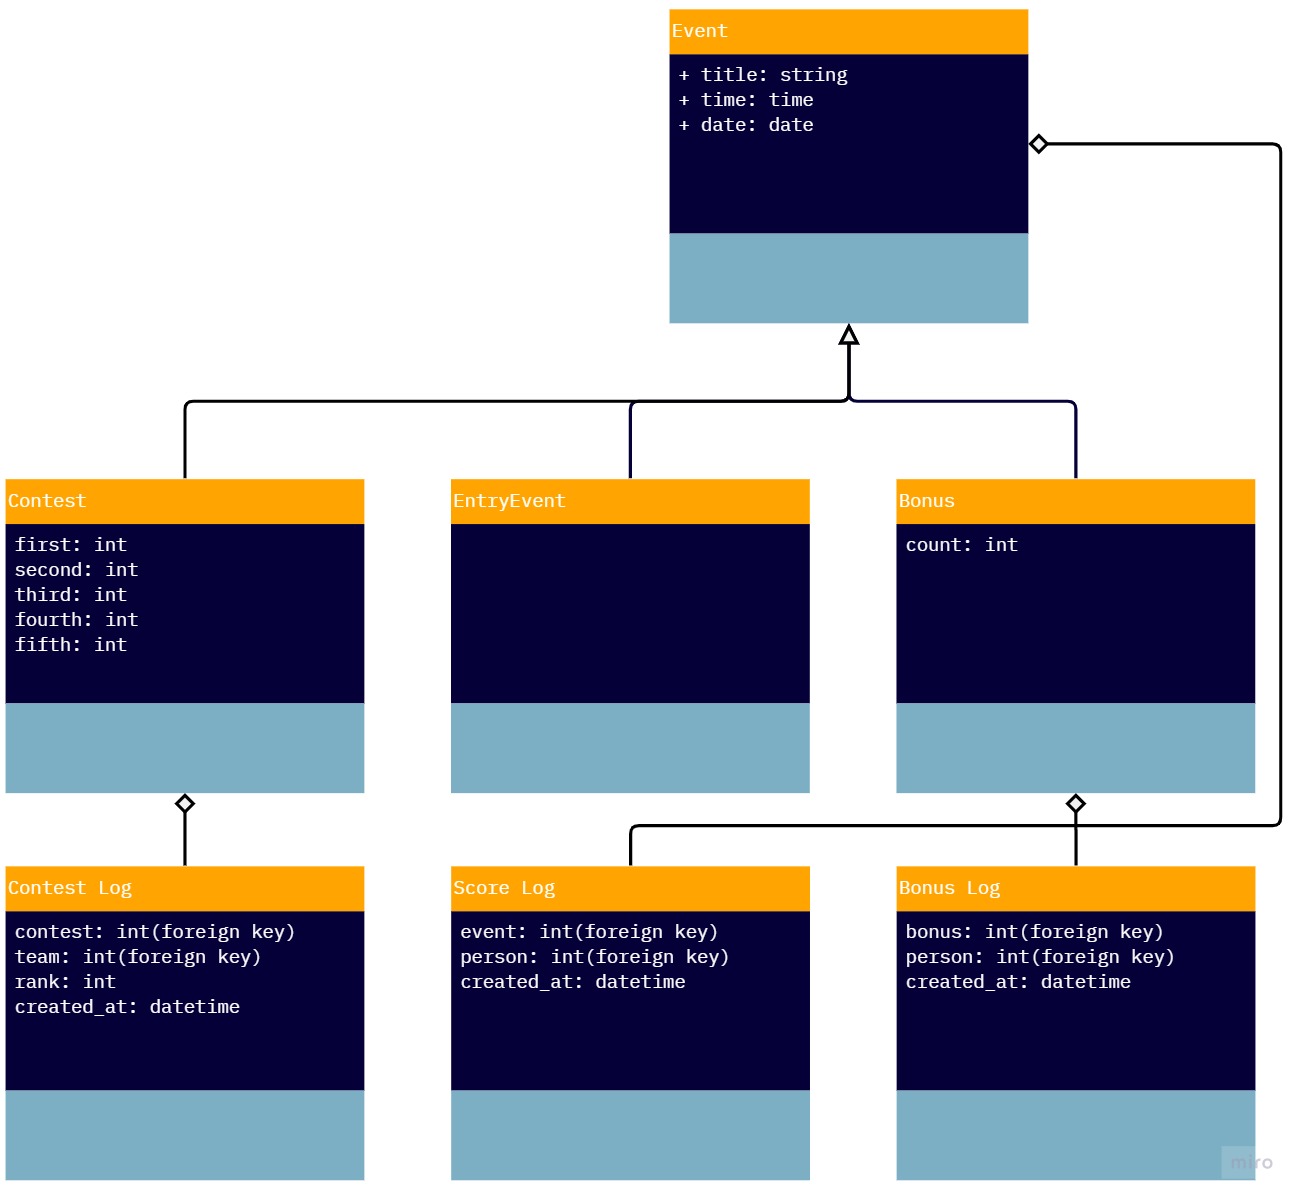 Event
+ title: string
+ time: time
+ date: date
Contest
first: int
second: int
third: int
fourth: int
fifth: int
EntryEvent
Bonus
count: int
Contest Log
contest: int(foreign key)
team: int(foreign key)
rank: int
created_at: datetime
Score Log
event: int(foreign key)
person: int(foreign key)
created_at: datetime
Bonus Log
bonus: int(foreign key)
person: int(foreign key)
created_at: datetime
miro